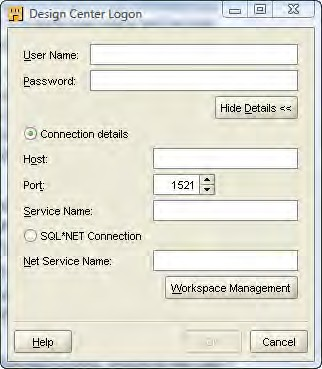 Design Center Logon
User Name:
Password:
Hide Details <<
Connection details
Host:
Port: 1521
Service Name:
SQL*NET Connection
Net Service Name:
Workspace Management
Help OK Cancel